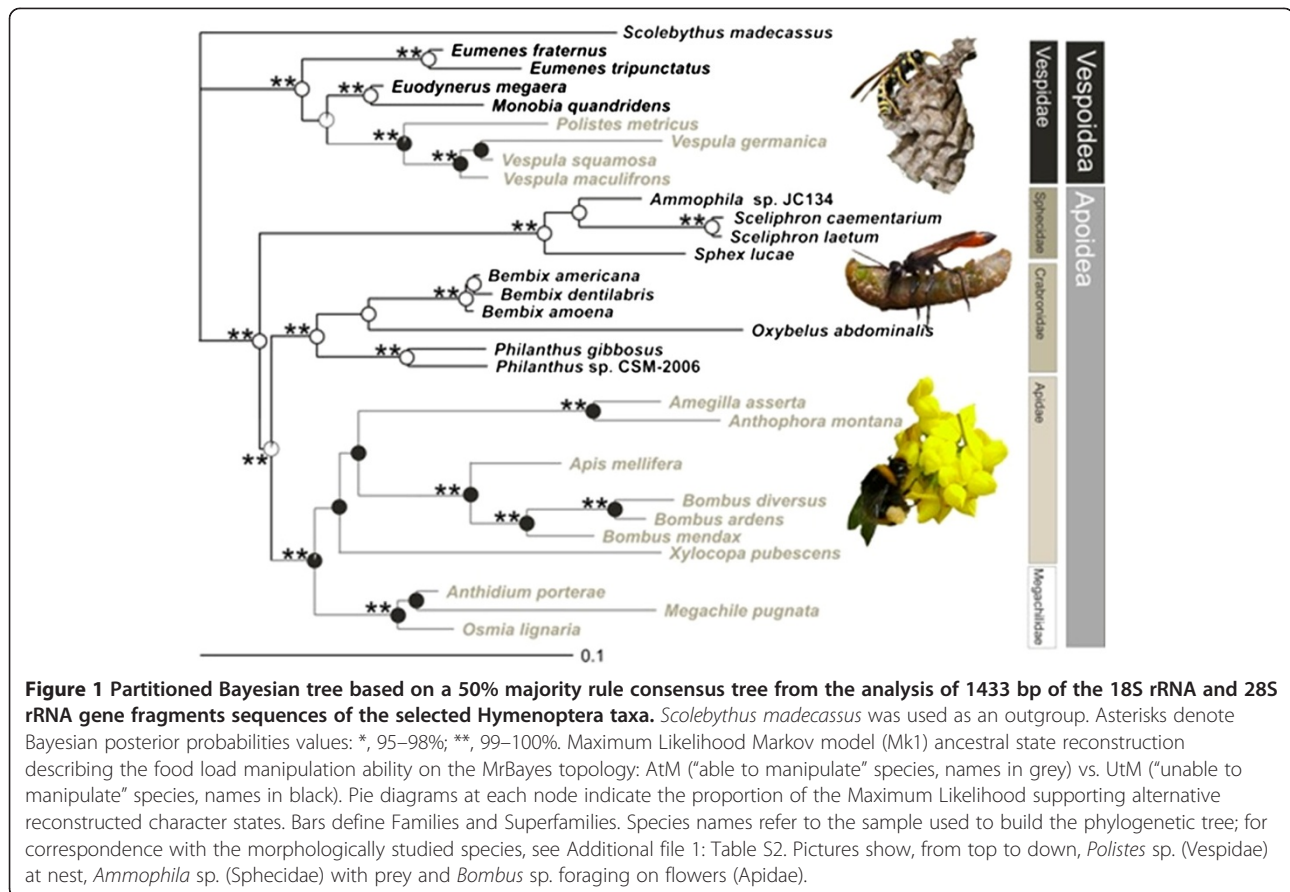 Scolebythus madecassus
** Eumenes fraternus
Eumenes tripunctatus
**
Euodynerus megaera
**
Monobia quandridens
Polistes metricus
**
Vespula germanica
**
Vespula squamosa
Vespula maculifrons
Ammophila sp. JC134
Sceliphron caementarium
**
**
Sceliphron laetum
Sphex lucae
Bembix americana
**
Bembix dentilabris
Bembix amoena
**
**
Oxybelus abdominalis
**
Philanthus gibbosus
Philanthus sp. CSM-2006
Amegilla asserta
**
Anthophora montana
**
Apis mellifera
**
Bombus diversus
**
Bombus ardens
**
Bombus mendax
**
Xylocopa pubescens
Anthidium porterae
**
Megachile pugnata
Osmia lignaria
0.1
Vespidae
Vespoidea
Sphecidae
Crabronidae
Apidae
Megachilidae
Apoidea
Figure 1 Partitioned Bayesian tree based on a 50% majority rule consensus tree from the analysis of 1433 bp of the 18S rRNA and 28S
rRNA gene fragments sequences of the selected Hymenoptera taxa. Scolebythus madecassus was used as an outgroup. Asterisks denote
Bayesian posterior probabilities values: *, 95–98%; **, 99–100%. Maximum Likelihood Markov model (Mk1) ancestral state reconstruction
describing the food load manipulation ability on the MrBayes topology: AtM (“able to manipulate” species, names in grey) vs. UtM (“unable to
manipulate” species, names in black). Pie diagrams at each node indicate the proportion of the Maximum Likelihood supporting alternative
reconstructed character states. Bars define Families and Superfamilies. Species names refer to the sample used to build the phylogenetic tree; for
correspondence with the morphologically studied species, see Additional file 1: Table S2. Pictures show, from top to down, Polistes sp. (Vespidae)
at nest, Ammophila sp. (Sphecidae) with prey and Bombus sp. foraging on flowers (Apidae).